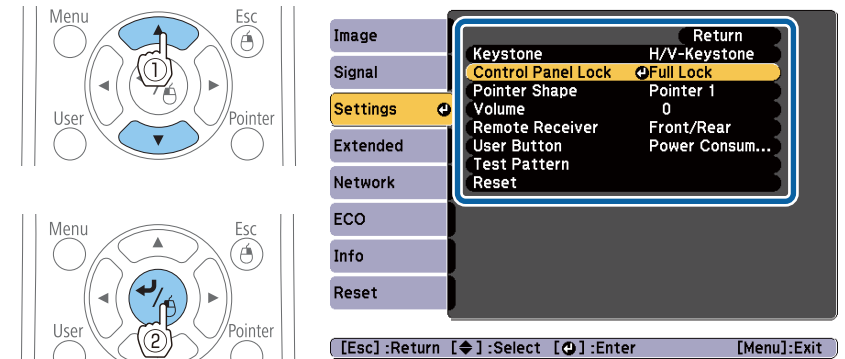 Menu
Esc
1
User
Pointer
Menu
Esc
User
Pointer
2
Image
Signal
Settings
Extended
Network
ECO
Info
Reset
Return
Keystone H/V-Keystone
Control Panel Lock Full Lock
Pointer Shape Pointer 1
Volume 0
Remote Receiver Front/Rear
User Button Power Consum...
Test Pattern
Reset
[Esc] :Return [◆] :Select [⏎] :Enter [Menu]:Exit